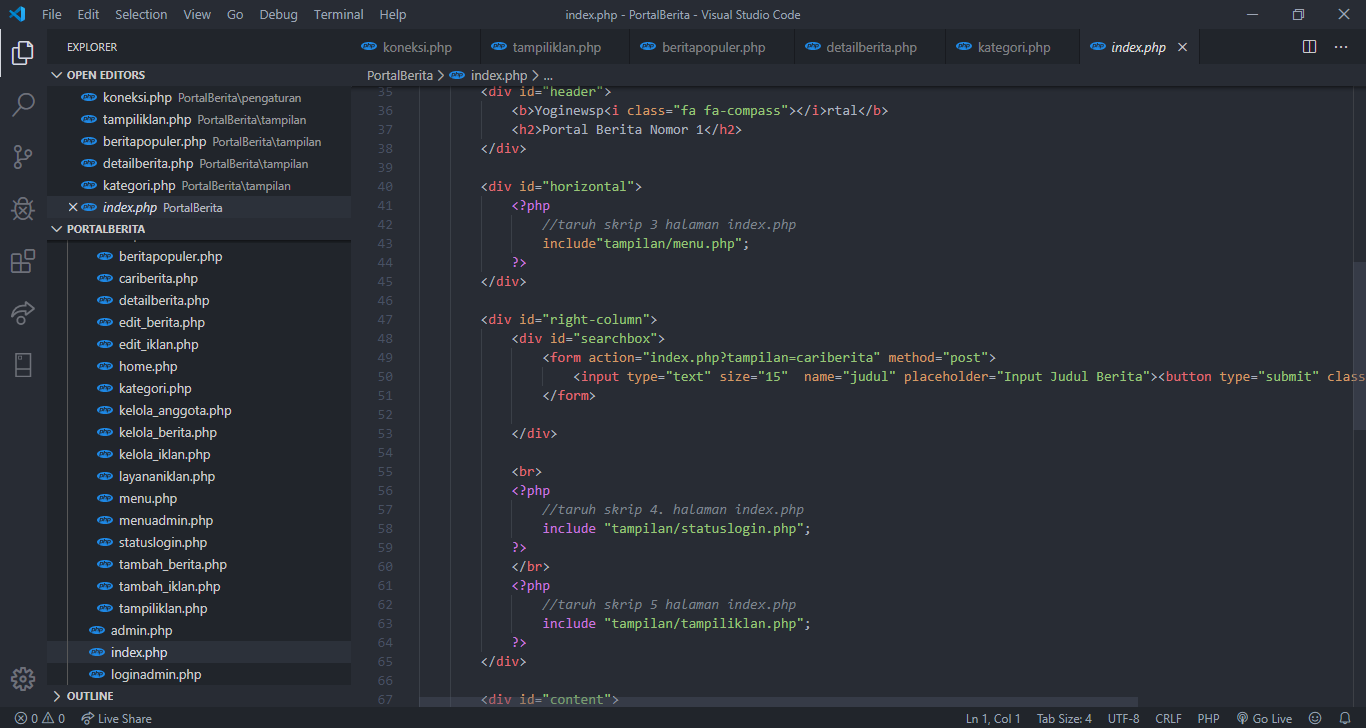 File Edit Selection View Go Debug Terminal Help index.php - PortalBerita - Visual Studio Code
EXPLORER
koneksi.php tampiliklan.php beritapopuler.php detailberita.php kategori.php index.php
OPEN EDITORS
koneksi.php PortalBerita\pengaturan
tampiliklan.php PortalBerita\tampilan
beritapopuler.php PortalBerita\tampilan
detailberita.php PortalBerita\tampilan
kategori.php PortalBerita\tampilan
index.php PortalBerita
PORTALBERITA
beritapopuler.php
cariberita.php
detailberita.php
edit_berita.php
edit_iklan.php
home.php
kategori.php
kelola_anggota.php
kelola_berita.php
kelola_iklan.php
layananiklan.php
menu.php
menuadmin.php
statuslogin.php
tambah_berita.php
tambah_iklan.php
tampiliklan.php
admin.php
index.php
loginadmin.php
OUTLINE
PortalBerita > index.php > ...
35 <div id="header">
36 <b>Yoginewsp<i class="fa fa-compass"></i>rtal</b>
37 <h2>Portal Berita Nomor 1</h2>
38 </div>
39
40 <div id="horizontal">
41 <?php
42 //taruh skrip 3 halaman index.php
43 include"tampilan/menu.php";
44 ?>
45 </div>
46
47 <div id="right-column">
48 <div id="searchbox">
49 <form action="index.php?tampilan=cariberita" method="post">
50 <input type="text" size="15"  name="judul" placeholder="Input Judul Berita"><button type="submit" class
51 </form>
52
53 </div>
54
55 <br>
56 <?php
57 //taruh skrip 4. halaman index.php
58 include "tampilan/statuslogin.php";
59 ?>
60 </br>
61 <?php
62 //taruh skrip 5 halaman index.php
63 include "tampilan/tampiliklan.php";
64 ?>
65 </div>
66
67 <div id="content">
0 0 Live Share Ln 1, Col 1 Tab Size: 4 UTF-8 CRLF PHP Go Live